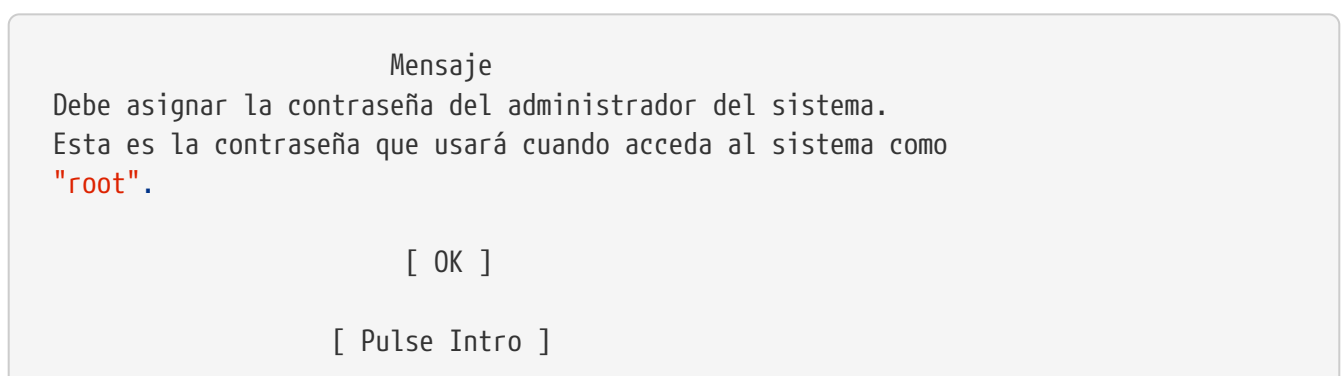 Mensaje
Debe asignar la contraseña del administrador del sistema.
Esta es la contraseña que usará cuando acceda al sistema como
"root".
[ OK ]
[ Pulse Intro ]